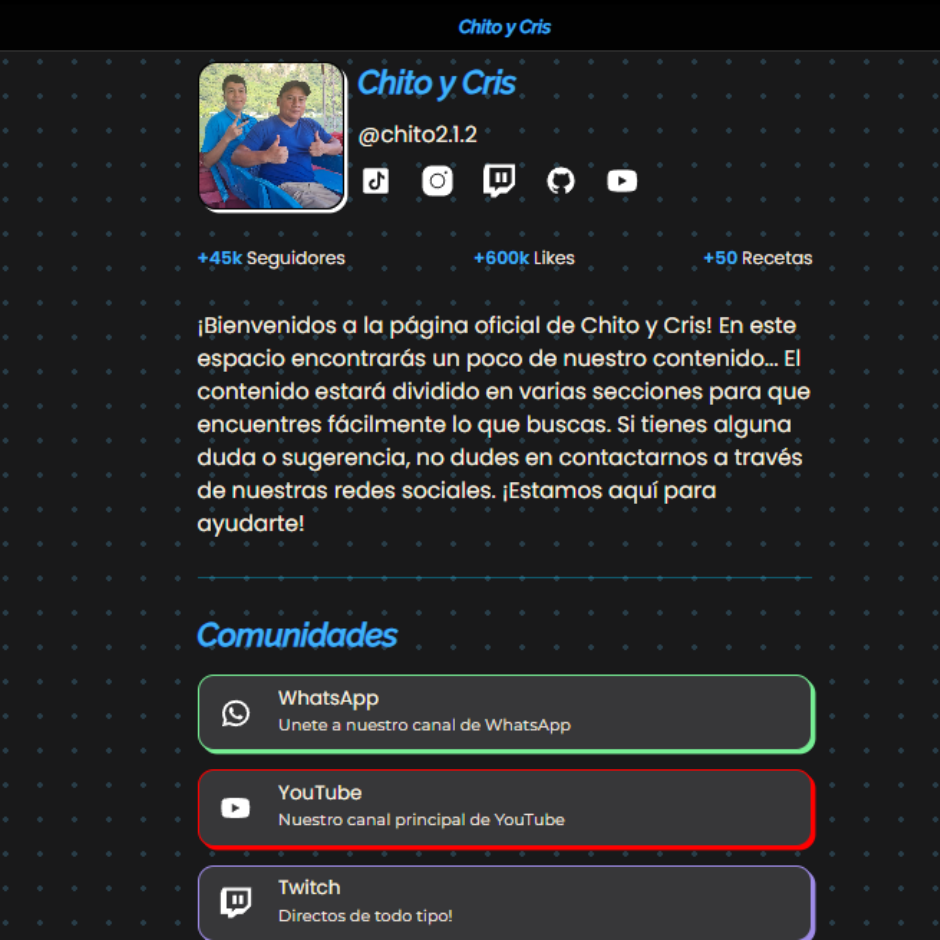 Chito y Cris
Chito y Cris
@chito2.1.2
+45k Seguidores
+600k Likes
+50 Recetas
¡Bienvenidos a la página oficial de Chito y Cris! En este
espacio encontrarás un poco de nuestro contenido... El
contenido estará dividido en varias secciones para que
encuentres fácilmente lo que buscas. Si tienes alguna
duda o sugerencia, no dudes en contactarnos a través
de nuestras redes sociales. ¡Estamos aquí para
ayudarte!
Comunidades
WhatsApp
Unete a nuestro canal de WhatsApp
YouTube
Nuestro canal principal de YouTube
Twitch
Directos de todo tipo!